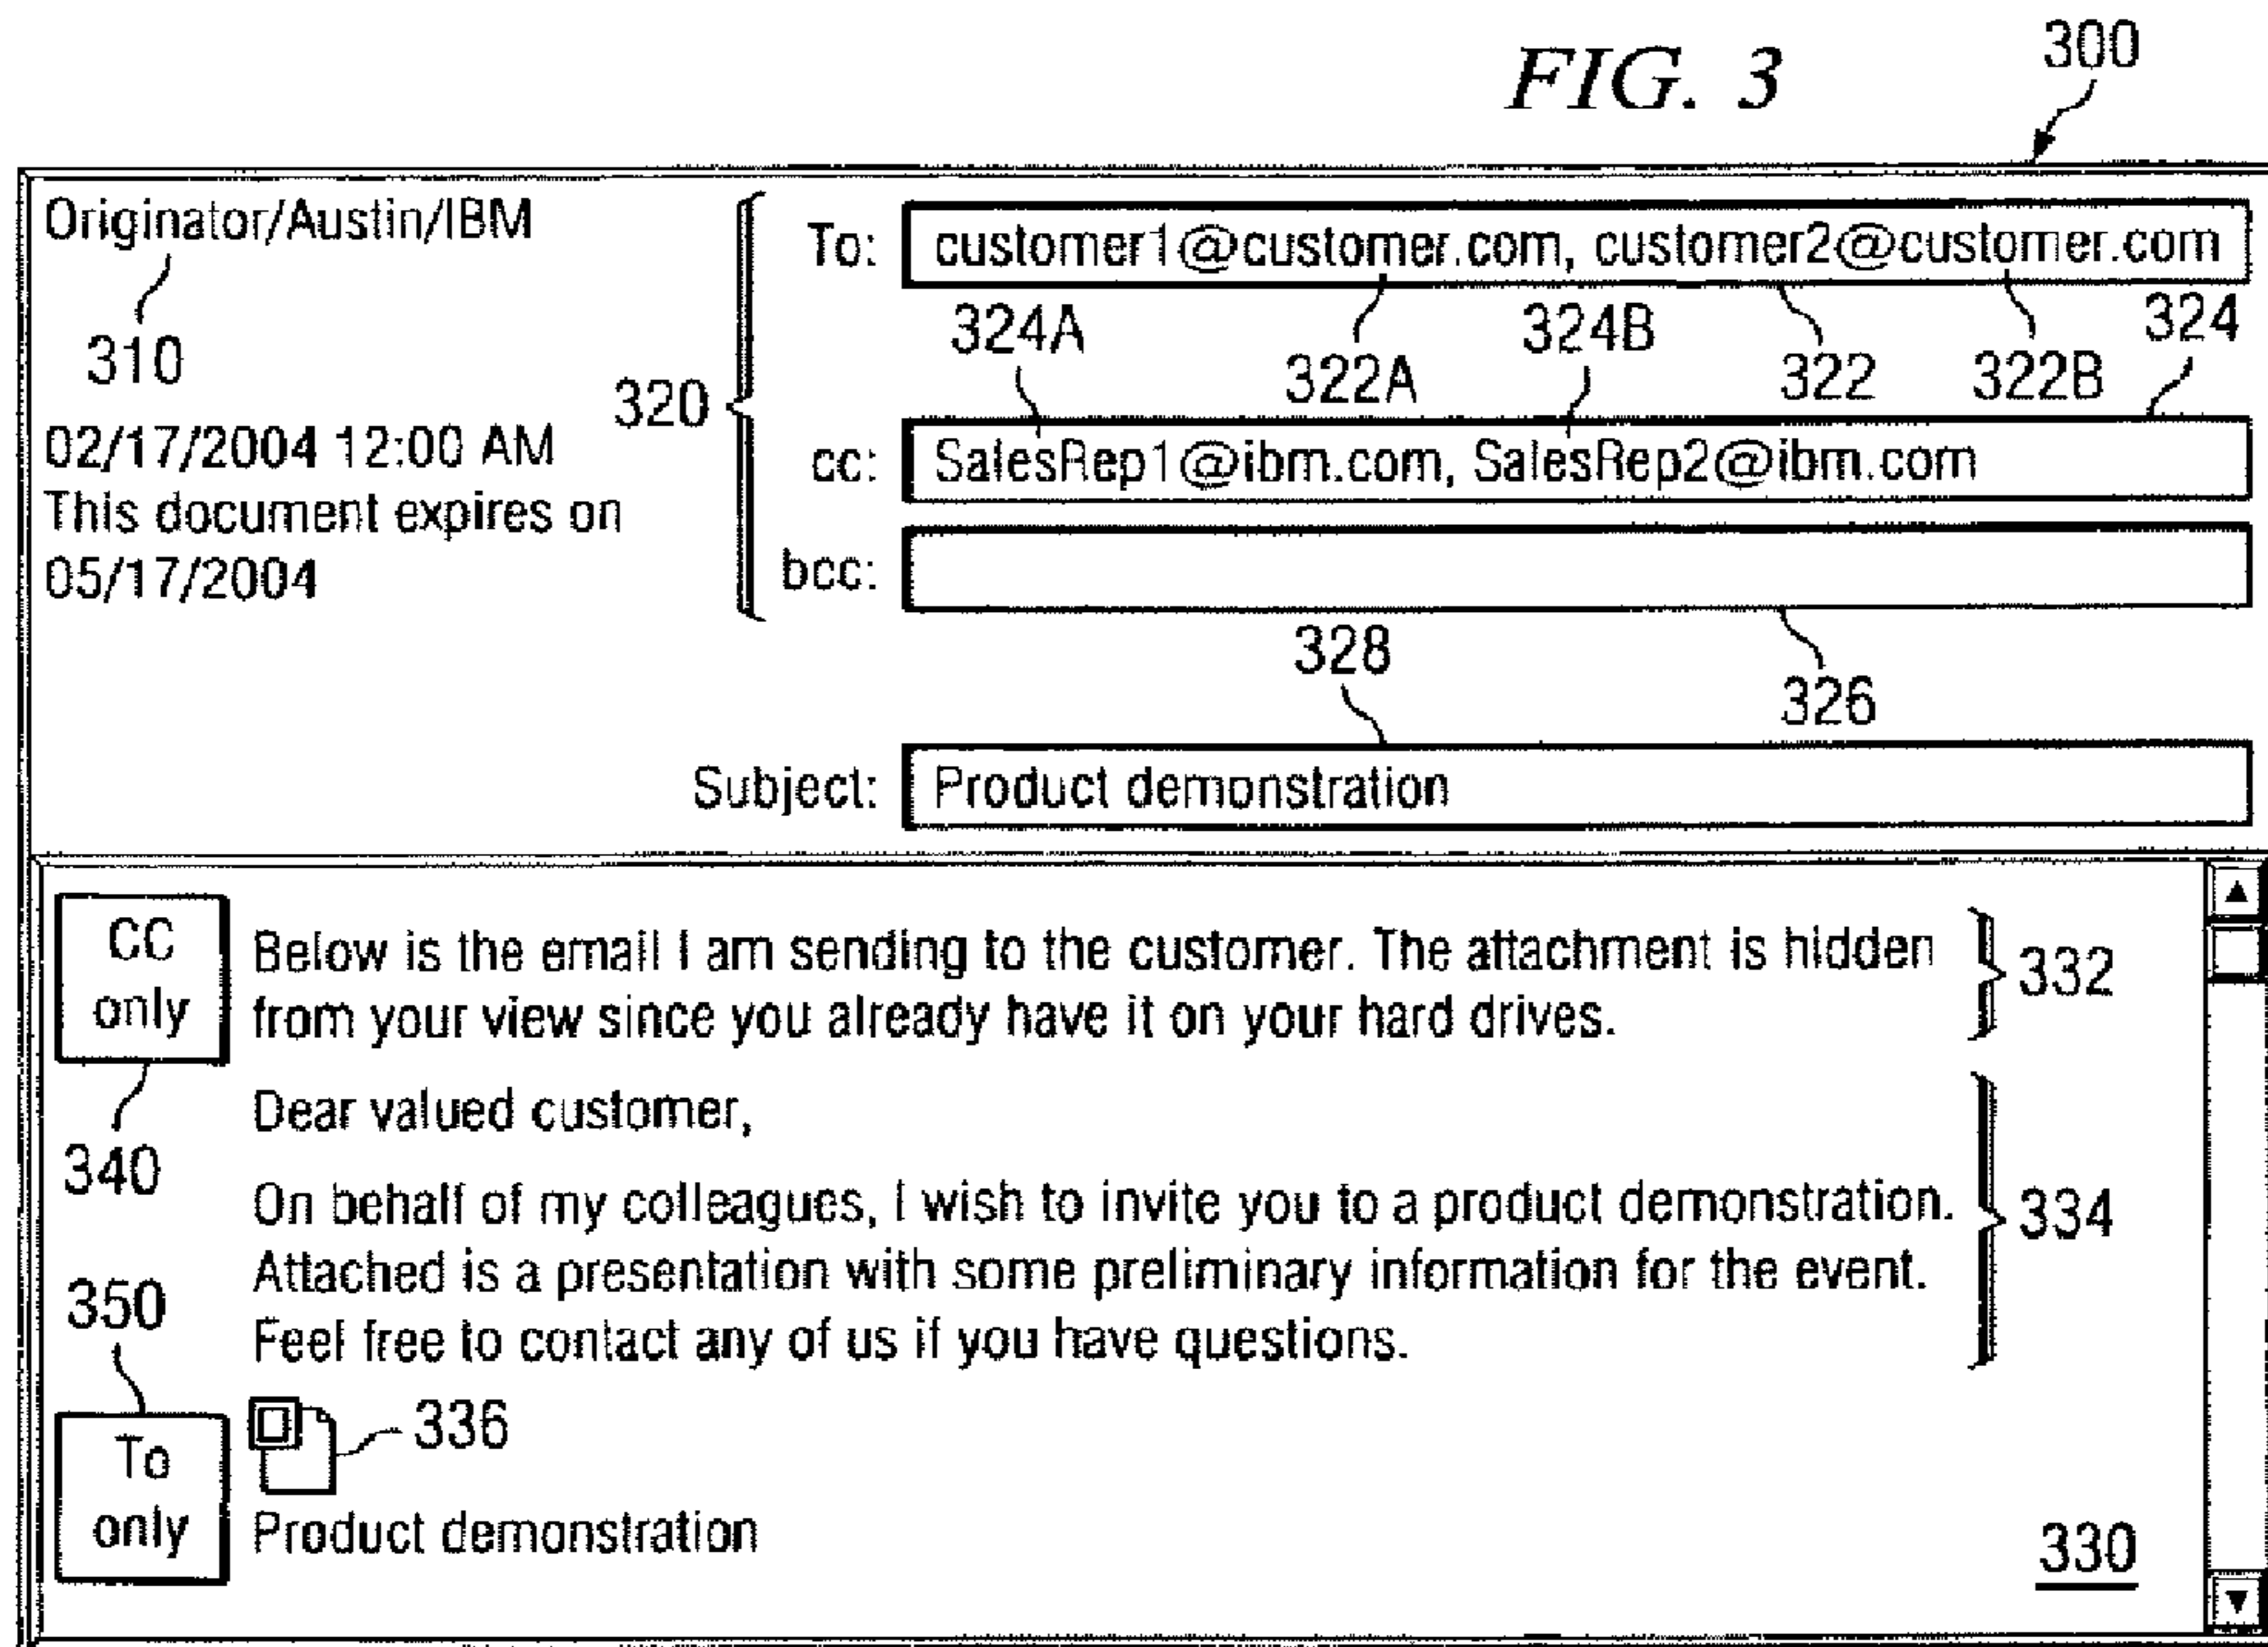 FIG. 3
300
Originator/Austin/IBM
310
02/17/2004 12:00 AM
This document expires on
05/17/2004
320
To: customer1@customer.com, customer2@customer.com
324A 322A 324B 322 322B 324
cc: SalesRep1@ibm.com, SalesRep2@ibm.com
bcc:
328
326
Subject: Product demonstration
CC
only
340
Below is the email I am sending to the customer. The attachment is hidden
from your view since you already have it on your hard drives.
332
Dear valued customer,
On behalf of my colleagues, I wish to invite you to a product demonstration.
Attached is a presentation with some preliminary information for the event.
Feel free to contact any of us if you have questions.
334
350
To
only
336
Product demonstration
330